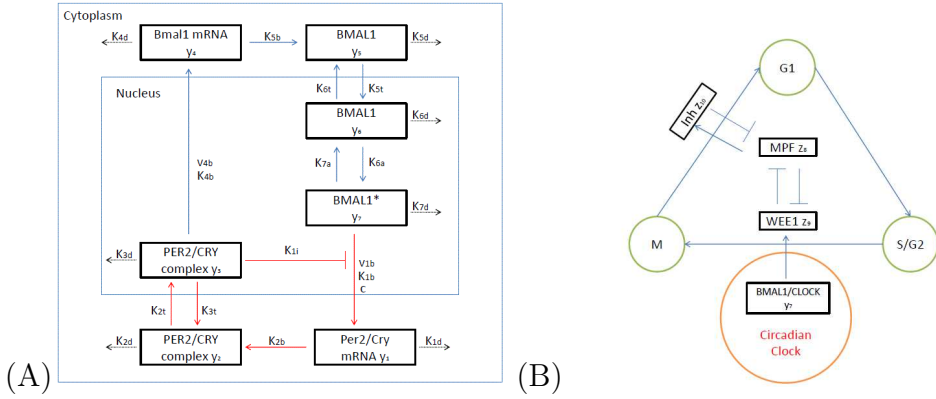 Cytoplasm
K4d
Bmal1 mRNA
y₄
K5b
BMAL1
y₅
K5d
Nucleus
K6t
K5t
BMAL1
y₆
K6d
V4b
K4b
K7a
K6a
BMAL1*
y₇
K7d
K3d
PER2/CRY
complex y₃
K1i
V1b
K1b
c
K2t
K3t
K2d
PER2/CRY
complex y₂
K2b
Per2/Cry
mRNA y₁
K1d
(A)
G1
Inh z₁₀
MPF z₈
WEE1 z₉
M
S/G2
BMAL1/CLOCK
y₇
Circadian
Clock
(B)